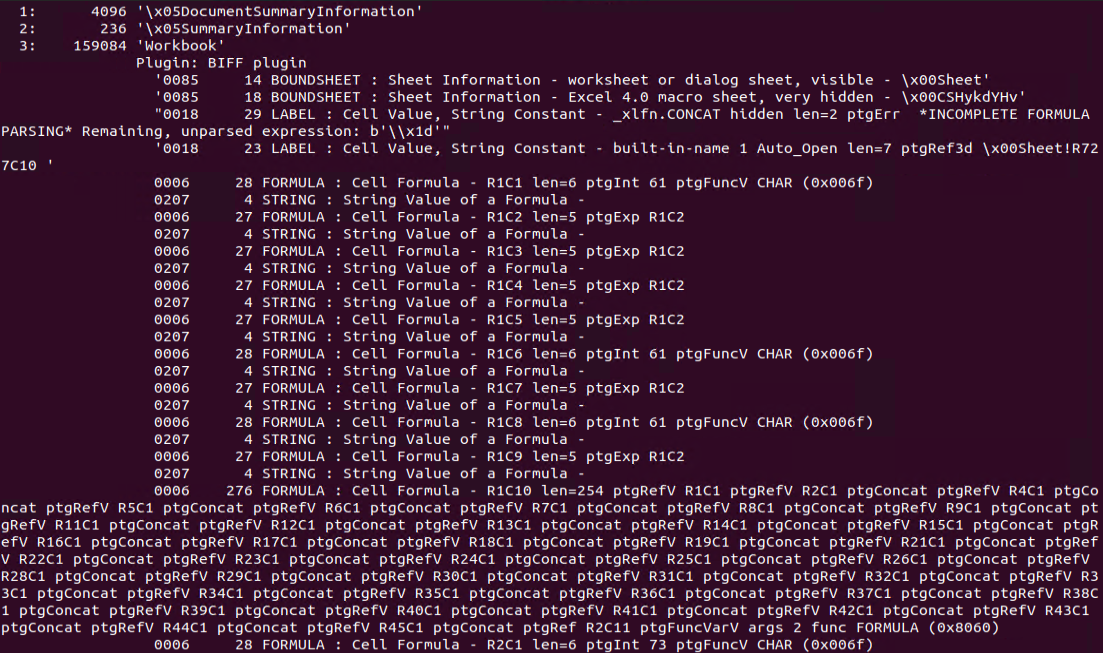 1:      4096 '\x05DocumentSummaryInformation'
2:       236 '\x05SummaryInformation'
3:    159084 'Workbook'
Plugin: BIFF plugin
'0085     14 BOUNDSHEET : Sheet Information - worksheet or dialog sheet, visible - \x00Sheet'
'0085     18 BOUNDSHEET : Sheet Information - Excel 4.0 macro sheet, very hidden - \x00CSHykdYHv'
"0018     29 LABEL : Cell Value, String Constant - _xlfn.CONCAT hidden len=2 ptgErr  *INCOMPLETE FORMULA
PARSING* Remaining, unparsed expression: b'\\x1d'"
'0018     23 LABEL : Cell Value, String Constant - built-in-name 1 Auto_Open len=7 ptgRef3d \x00Sheet!R72
7C10 '
0006     28 FORMULA : Cell Formula - R1C1 len=6 ptgInt 61 ptgFuncV CHAR (0x006f)
0207      4 STRING : String Value of a Formula -
0006     27 FORMULA : Cell Formula - R1C2 len=5 ptgExp R1C2
0207      4 STRING : String Value of a Formula -
0006     27 FORMULA : Cell Formula - R1C3 len=5 ptgExp R1C2
0207      4 STRING : String Value of a Formula -
0006     27 FORMULA : Cell Formula - R1C4 len=5 ptgExp R1C2
0207      4 STRING : String Value of a Formula -
0006     27 FORMULA : Cell Formula - R1C5 len=5 ptgExp R1C2
0207      4 STRING : String Value of a Formula -
0006     28 FORMULA : Cell Formula - R1C6 len=6 ptgInt 61 ptgFuncV CHAR (0x006f)
0207      4 STRING : String Value of a Formula -
0006     27 FORMULA : Cell Formula - R1C7 len=5 ptgExp R1C2
0207      4 STRING : String Value of a Formula -
0006     28 FORMULA : Cell Formula - R1C8 len=6 ptgInt 61 ptgFuncV CHAR (0x006f)
0207      4 STRING : String Value of a Formula -
0006     27 FORMULA : Cell Formula - R1C9 len=5 ptgExp R1C2
0207      4 STRING : String Value of a Formula -
0006    276 FORMULA : Cell Formula - R1C10 len=254 ptgRefV R1C1 ptgRefV R2C1 ptgConcat ptgRefV R4C1 ptgCo
ncat ptgRefV R5C1 ptgConcat ptgRefV R6C1 ptgConcat ptgRefV R7C1 ptgConcat ptgRefV R8C1 ptgConcat ptgRefV R9C1 ptgConcat pt
gRefV R11C1 ptgConcat ptgRefV R12C1 ptgConcat ptgRefV R13C1 ptgConcat ptgRefV R14C1 ptgConcat ptgRefV R15C1 ptgConcat ptgR
efV R16C1 ptgConcat ptgRefV R17C1 ptgConcat ptgRefV R18C1 ptgConcat ptgRefV R19C1 ptgConcat ptgRefV R21C1 ptgConcat ptgRef
V R22C1 ptgConcat ptgRefV R23C1 ptgConcat ptgRefV R24C1 ptgConcat ptgRefV R25C1 ptgConcat ptgRefV R26C1 ptgConcat ptgRefV
R28C1 ptgConcat ptgRefV R29C1 ptgConcat ptgRefV R30C1 ptgConcat ptgRefV R31C1 ptgConcat ptgRefV R32C1 ptgConcat ptgRefV R3
3C1 ptgConcat ptgRefV R34C1 ptgConcat ptgRefV R35C1 ptgConcat ptgRefV R36C1 ptgConcat ptgRefV R37C1 ptgConcat ptgRefV R38C
1 ptgConcat ptgRefV R39C1 ptgConcat ptgRefV R40C1 ptgConcat ptgRefV R41C1 ptgConcat ptgRefV R42C1 ptgConcat ptgRefV R43C1
ptgConcat ptgRefV R44C1 ptgConcat ptgRefV R45C1 ptgConcat ptgRef R2C11 ptgFuncVarV args 2 func FORMULA (0x8060)
0006     28 FORMULA : Cell Formula - R2C1 len=6 ptgInt 73 ptgFuncV CHAR (0x006f)